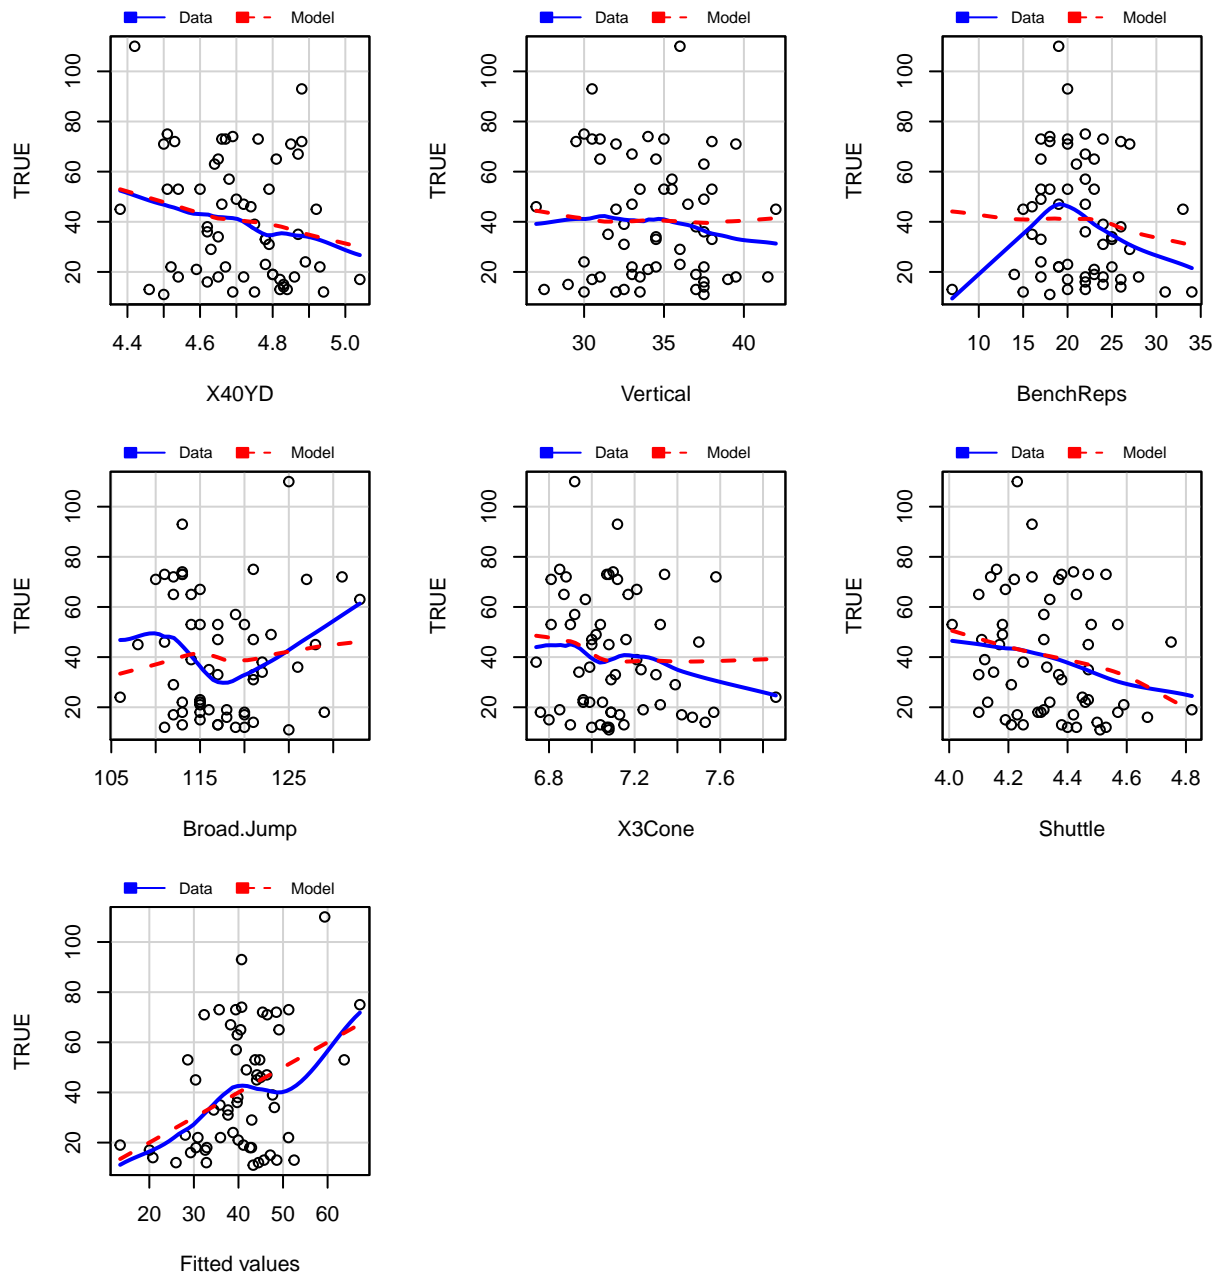 Data Model Data Model Data Model
TRUE TRUE TRUE
100 100 100
80 80 80
60 60 60
40 40 40
20 20 20
4.4 4.6 4.8 5.0 30 35 40 10 15 20 25 30 35
X40YD Vertical BenchReps
Data Model Data Model Data Model
TRUE TRUE TRUE
100 100 100
80 80 80
60 60 60
40 40 40
20 20 20
105 115 125 6.8 7.2 7.6 4.0 4.2 4.4 4.6 4.8
Broad.Jump X3Cone Shuttle
Data Model
TRUE
100
80
60
40
20
20 30 40 50 60
Fitted values